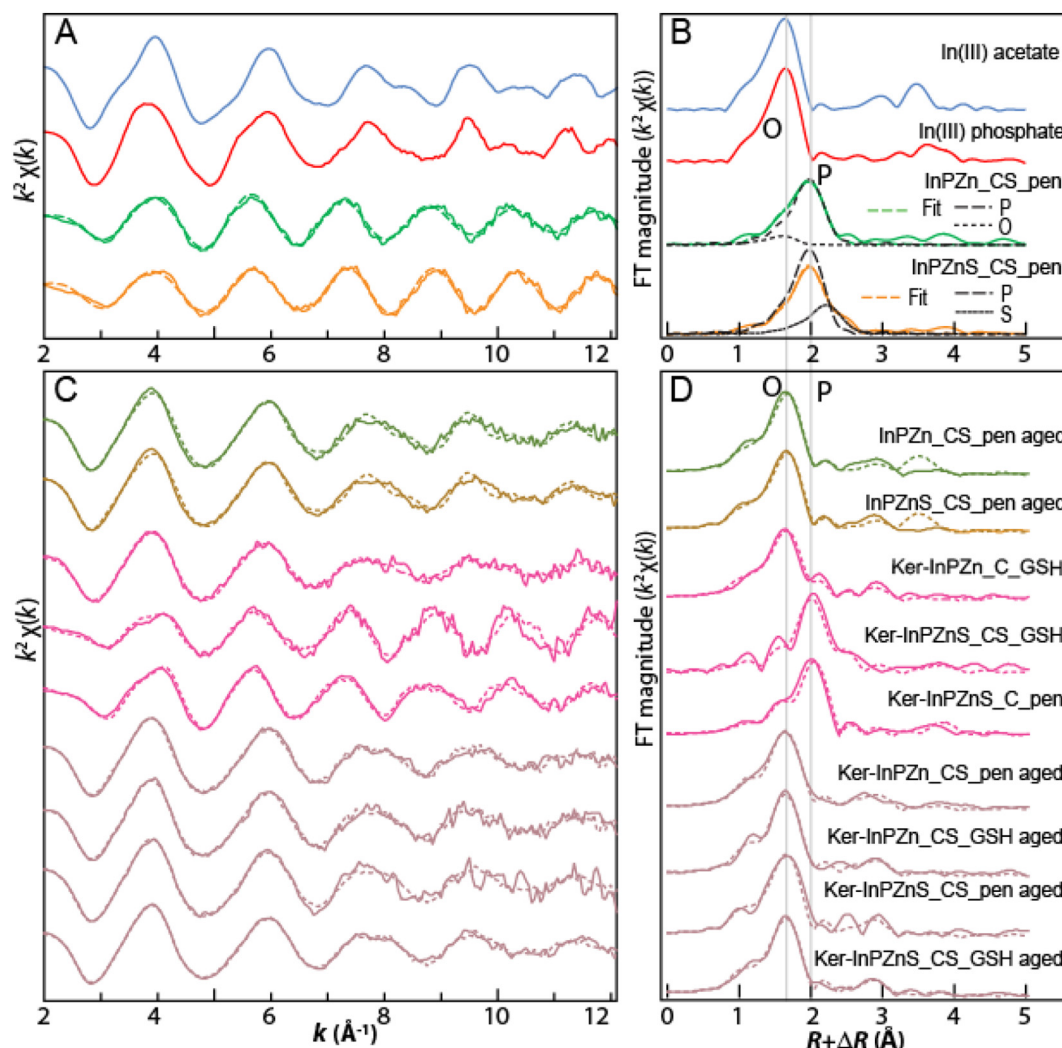 A
k² χ(k)
2 4 6 8 10 12
B
FT magnitude (k² χ(k))
In(III) acetate
In(III) phosphate
O
P
InPZn_CS_pen
Fit P
O
InPZnS_CS_pen
Fit P
S
0 1 2 3 4 5
C
k² χ(k)
2 4 6 8 10 12
k (Å⁻¹)
D
FT magnitude (k²χ(k))
O P
InPZn_CS_pen aged
InPZnS_CS_pen aged
Ker-InPZn_C_GSH
Ker-InPZnS_CS_GSH
Ker-InPZnS_C_pen
Ker-InPZn_CS_pen aged
Ker-InPZn_CS_GSH aged
Ker-InPZnS_CS_pen aged
Ker-InPZnS_CS_GSH aged
0 1 2 3 4 5
R+ΔR (Å)